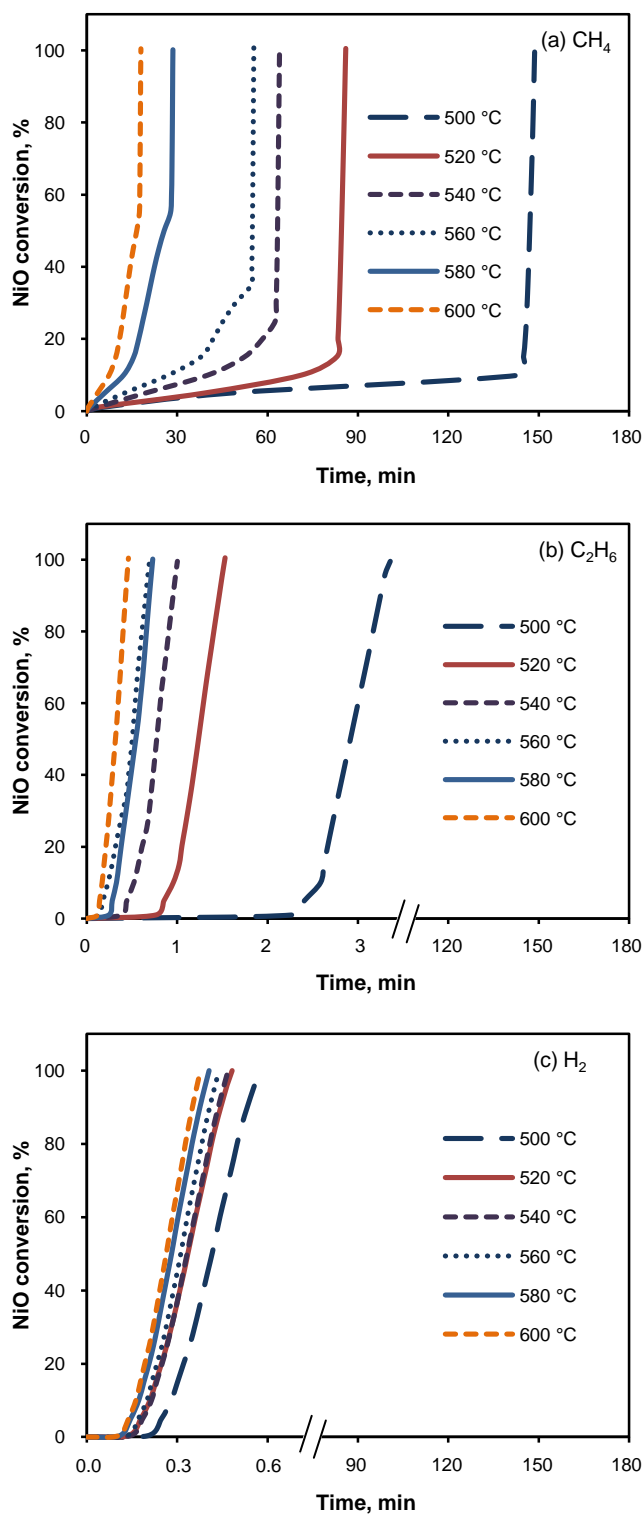 (a) CH4
100
80
60
40
20
0
NiO conversion, %
500 °C
520 °C
540 °C
560 °C
580 °C
600 °C
0 30 60 90 120 150 180
Time, min
(b) C2H6
100
80
60
40
20
0
NiO conversion, %
500 °C
520 °C
540 °C
560 °C
580 °C
600 °C
0 1 2 3 120 150 180
Time, min
(c) H2
100
80
60
40
20
0
NiO conversion, %
500 °C
520 °C
540 °C
560 °C
580 °C
600 °C
0.0 0.3 0.6 90 120 150 180
Time, min